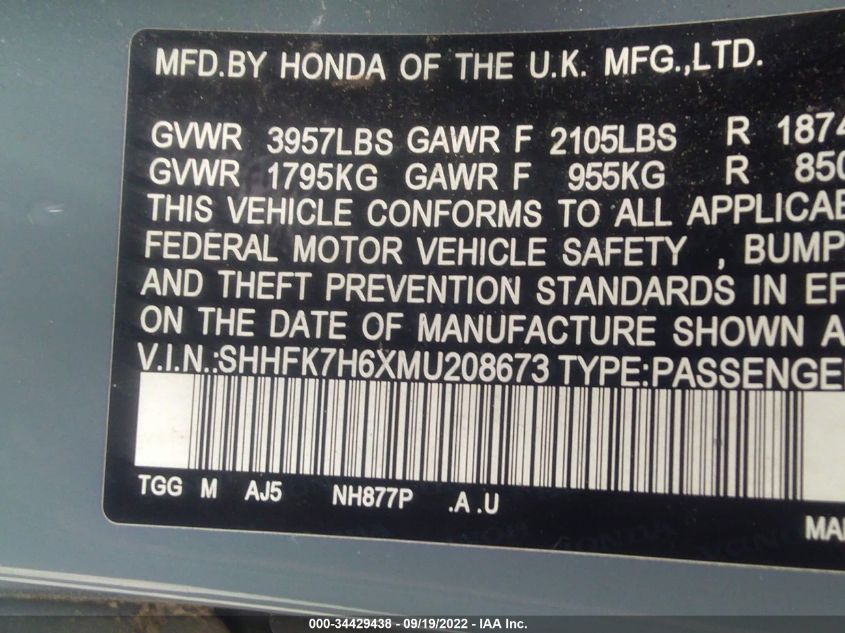 MFD.BY HONDA OF THE U.K. MFG.,LTD.
GVWR 3957LBS GAWR F 2105LBS R 1874
GVWR 1795KG GAWR F 955KG R 850
THIS VEHICLE CONFORMS TO ALL APPLICAB
FEDERAL MOTOR VEHICLE SAFETY , BUMP
AND THEFT PREVENTION STANDARDS IN EF
ON THE DATE OF MANUFACTURE SHOWN A
V.I.N.:SHHFK7H6XMU208673 TYPE:PASSENGE
TGG M AJ5 NH877P .A .U
MA
000-34429438 - 09/19/2022 - IAA Inc.